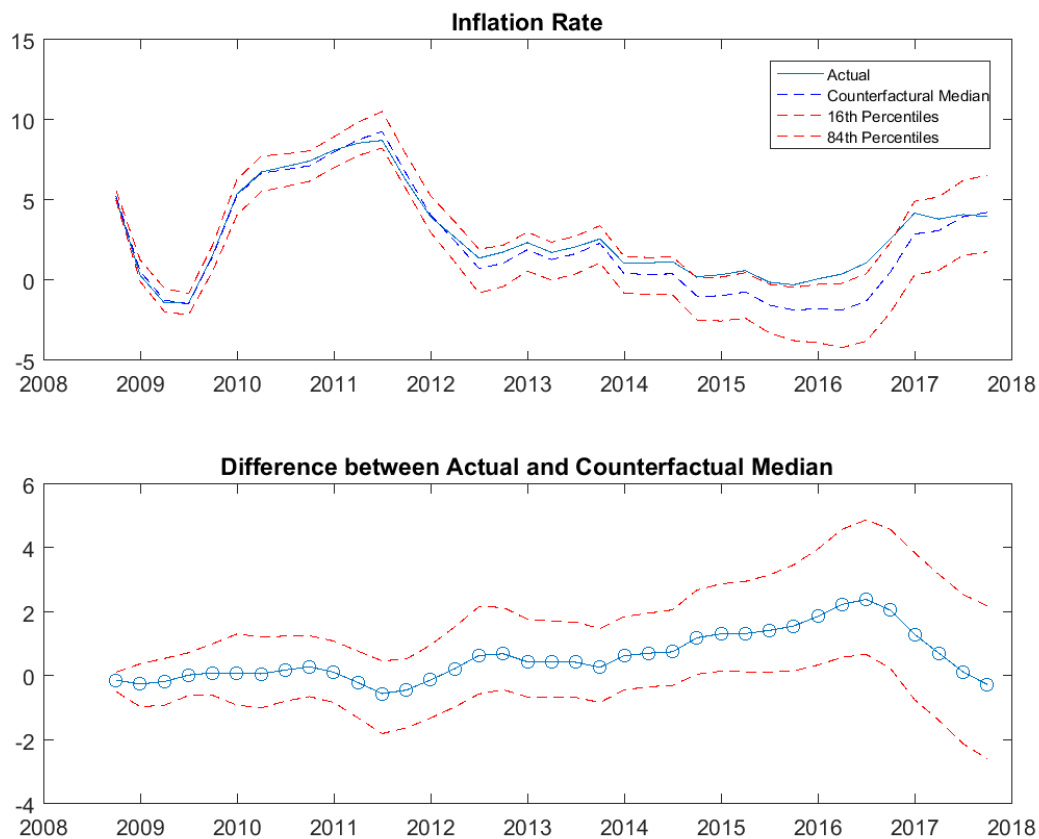 Inflation Rate
15
10
5
0
-5
Actual
Counterfactural Median
16th Percentiles
84th Percentiles
2008 2009 2010 2011 2012 2013 2014 2015 2016 2017 2018
Difference between Actual and Counterfactual Median
6
4
2
0
-2
-4
2008 2009 2010 2011 2012 2013 2014 2015 2016 2017 2018